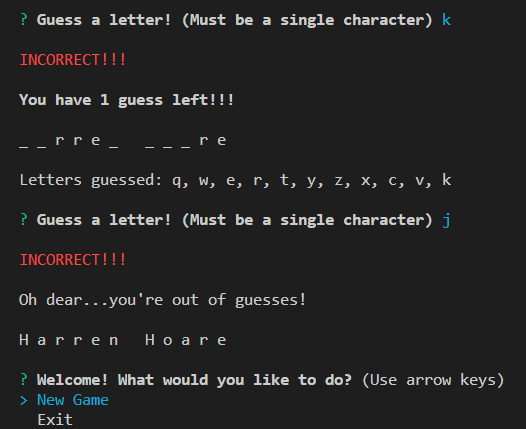 ? Guess a letter! (Must be a single character) k
INCORRECT!!!
You have 1 guess left!!!
_ _ r r e _   _ _ _ r e
Letters guessed: q, w, e, r, t, y, z, x, c, v, k
? Guess a letter! (Must be a single character) j
INCORRECT!!!
Oh dear...you're out of guesses!
H a r r e n   H o a r e
? Welcome! What would you like to do? (Use arrow keys)
> New Game
  Exit